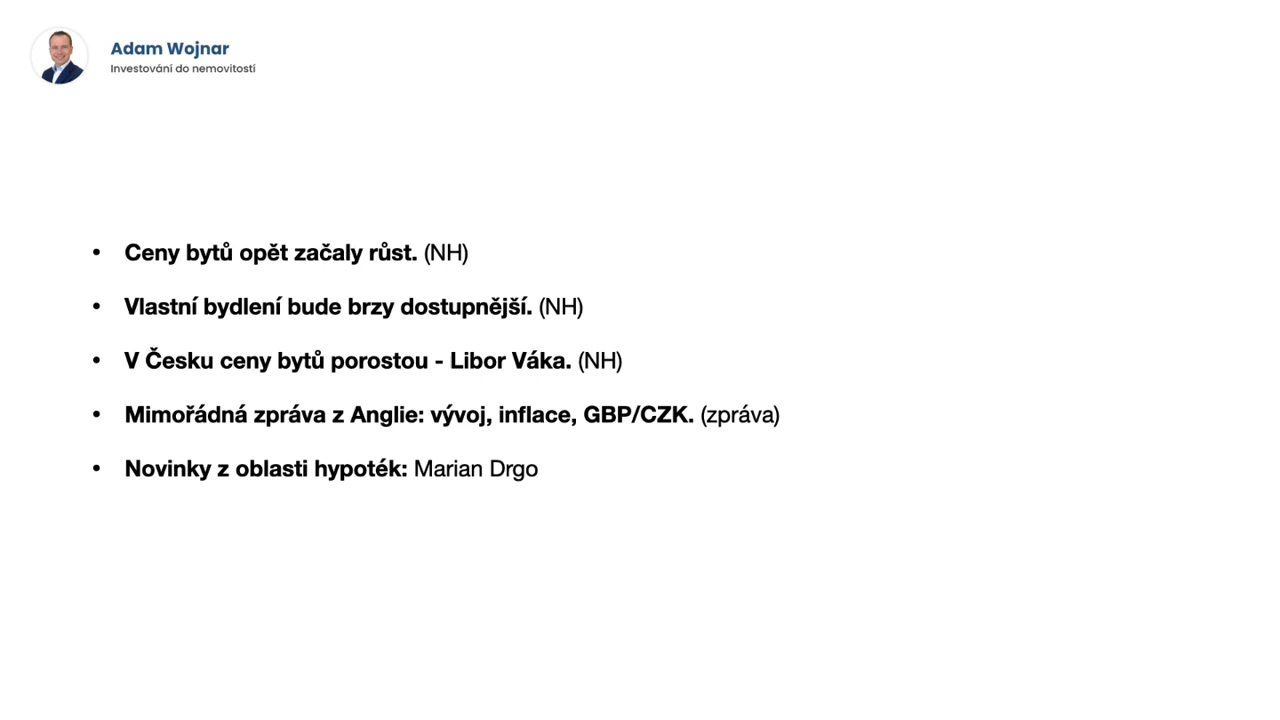 Adam Wojnar
Investování do nemovitostí
• Ceny bytů opět začaly růst. (NH)
• Vlastní bydlení bude brzy dostupnější. (NH)
• V Česku ceny bytů porostou - Libor Váka. (NH)
• Mimořádná zpráva z Anglie: vývoj, inflace, GBP/CZK. (zpráva)
• Novinky z oblasti hypoték: Marian Drgo